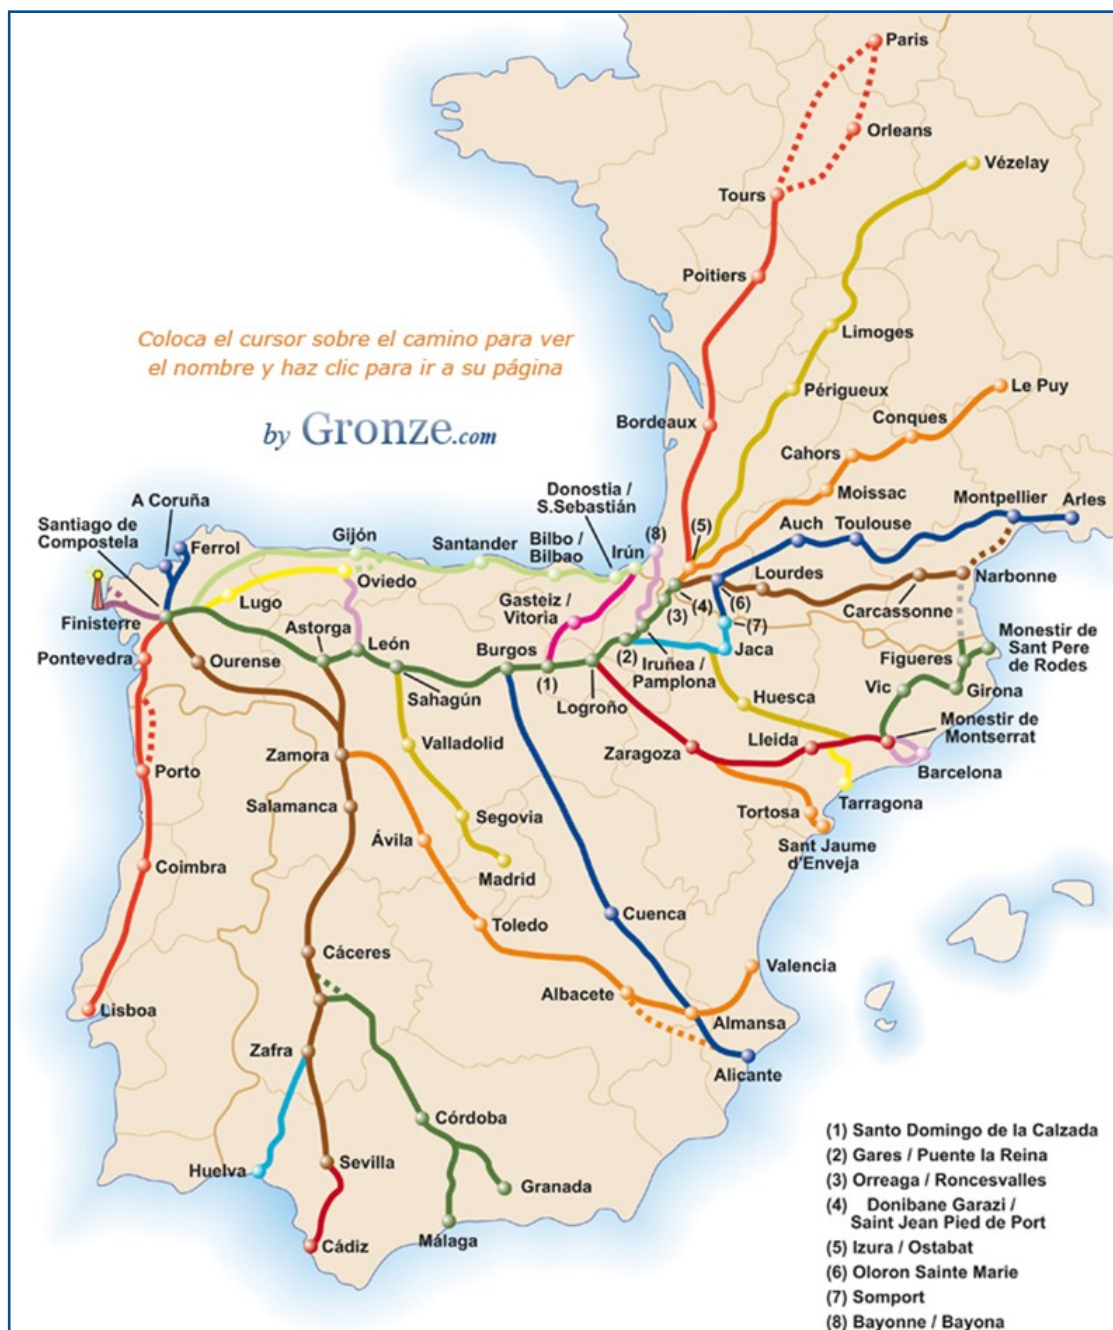 Paris
Orleans
Vézelay
Tours
Poitiers
Limoges
Coloca el cursor sobre el camino para ver
el nombre y haz clic para ir a su página
by Gronze.com
Périgueux
Le Puy
Conques
Bordeaux
Cahors
Moissac
A Coruña
Donostia /
S.Sebastián
Montpellier
Arles
Santiago de
Compostela
Ferrol
Gijón
Santander
Bilbo /
Bilbao
Irún
(8)
(5)
Auch
Toulouse
Oviedo
Lourdes
Narbonne
Finisterre
Lugo
Gasteiz /
Vitoria
(3)
(4)
(6)
Carcassonne
Astorga
(7)
Monestir de
Sant Pere
de Rodes
Pontevedra
Ourense
León
Burgos
(1)
(2)
Iruñea /
Pamplona
Jaca
Figueres
Sahagún
Logroño
Huesca
Vic
Girona
Zamora
Valladolid
Zaragoza
Lleida
Monestir de
Montserrat
Porto
Barcelona
Salamanca
Segovia
Tortosa
Tarragona
Ávila
Sant Jaume
d'Enveja
Coimbra
Madrid
Toledo
Cuenca
Cáceres
Valencia
Albacete
Lisboa
Almansa
Zafra
Alicante
Córdoba
Huelva
Sevilla
Granada
Málaga
Cádiz
(1) Santo Domingo de la Calzada
(2) Gares / Puente la Reina
(3) Orreaga / Roncesvalles
(4) Donibane Garazi /
Saint Jean Pied de Port
(5) Izura / Ostabat
(6) Oloron Sainte Marie
(7) Somport
(8) Bayonne / Bayona